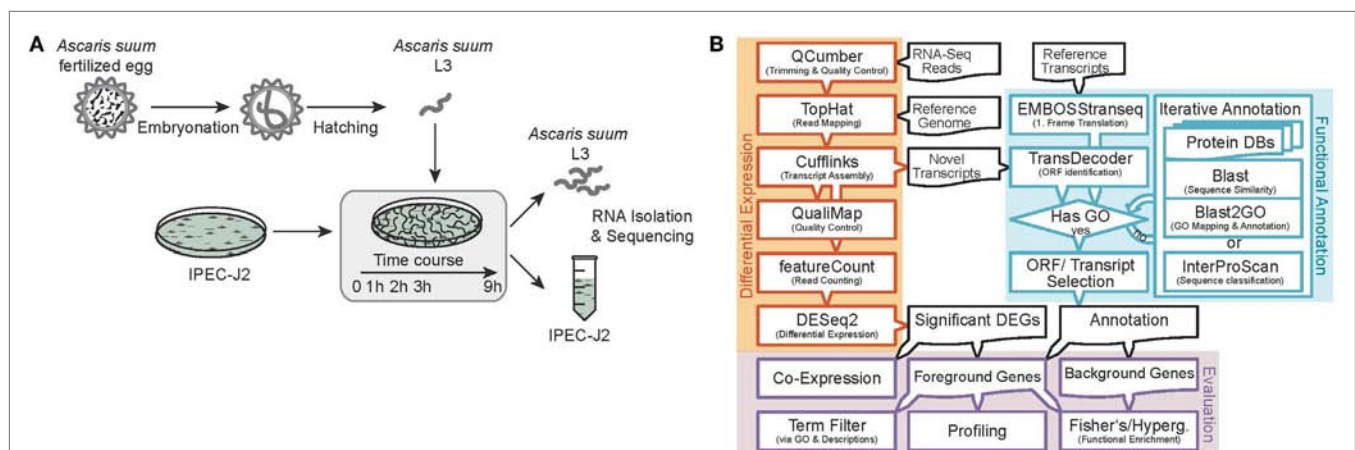 A
Ascaris suum
fertilized egg
Embryonation
Hatching
Ascaris suum
L3
Ascaris suum
L3
RNA Isolation
& Sequencing
IPEC-J2
Time course
0 1h 2h 3h 9h
IPEC-J2
B
Differential Expression
QCumber
(Trimming & Quality Control)
RNA-Seq
Reads
Reference
Transcripts
TopHat
(Read Mapping)
Reference
Genome
EMBOSStranseq
(1. Frame Translation)
Cufflinks
(Transcript Assembly)
Novel
Transcripts
TransDecoder
(ORF identification)
QualiMap
(Quality Control)
Has GO
yes
no
featureCount
(Read Counting)
ORF/ Transript
Selection
Iterative Annotation
Protein DBs
Blast
(Sequence Similarity)
Blast2GO
(GO Mapping & Annotation)
or
InterProScan
(Sequence classification)
Functional Annotation
DESeq2
(Differential Expression)
Significant DEGs
Annotation
Co-Expression
Foreground Genes
Background Genes
Term Filter
(via GO & Descriptions)
Profiling
Fisher's/Hyperg.
(Functional Enrichment)
Evaluation